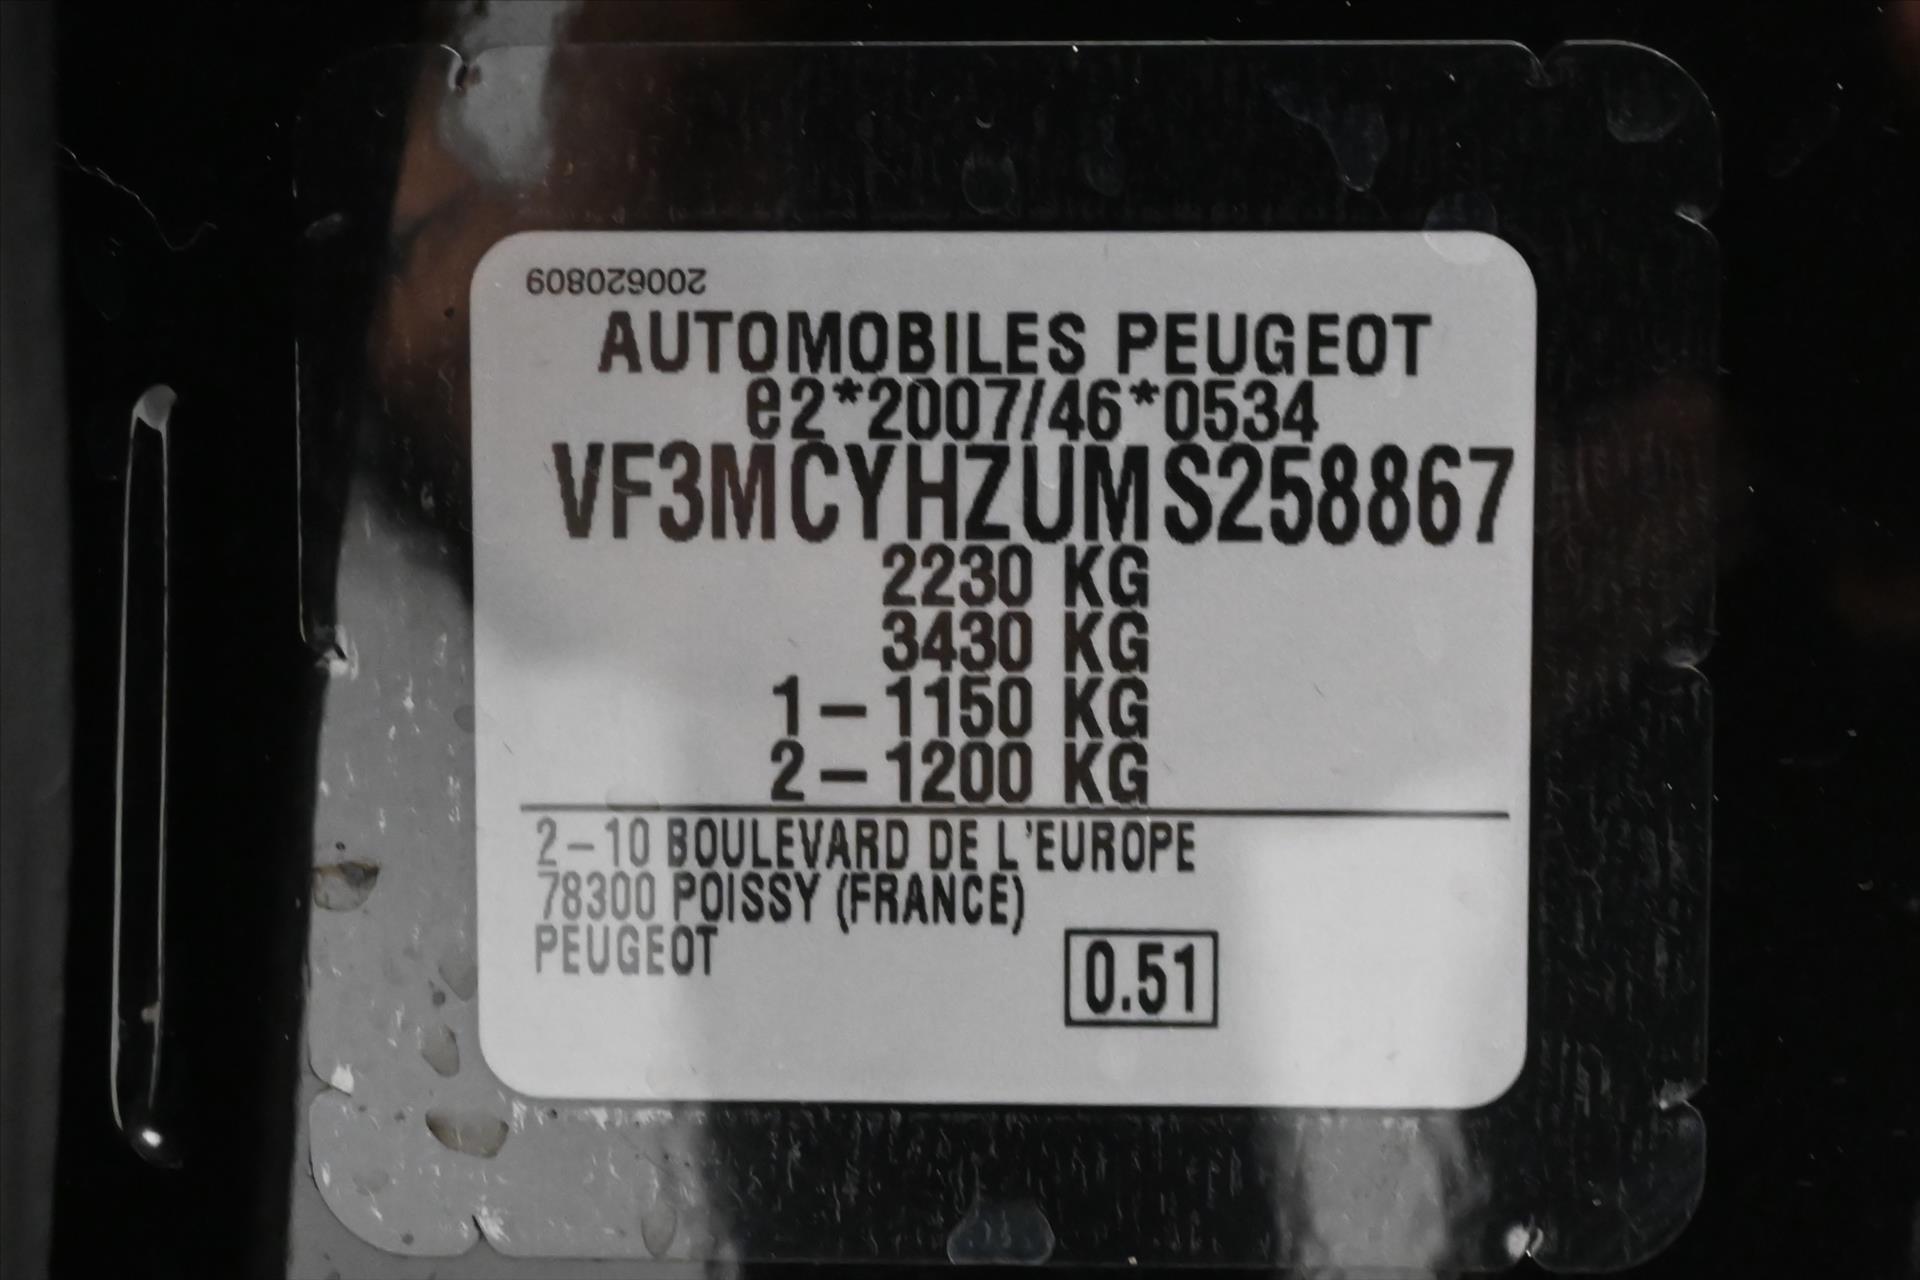 200620809
AUTOMOBILES PEUGEOT
e2*2007/46*0534
VF3MCYHZUMS258867
2230 KG
3430 KG
1-1150 KG
2-1200 KG
2-10 BOULEVARD DE L'EUROPE
78300 POISSY (FRANCE)
PEUGEOT
0.51